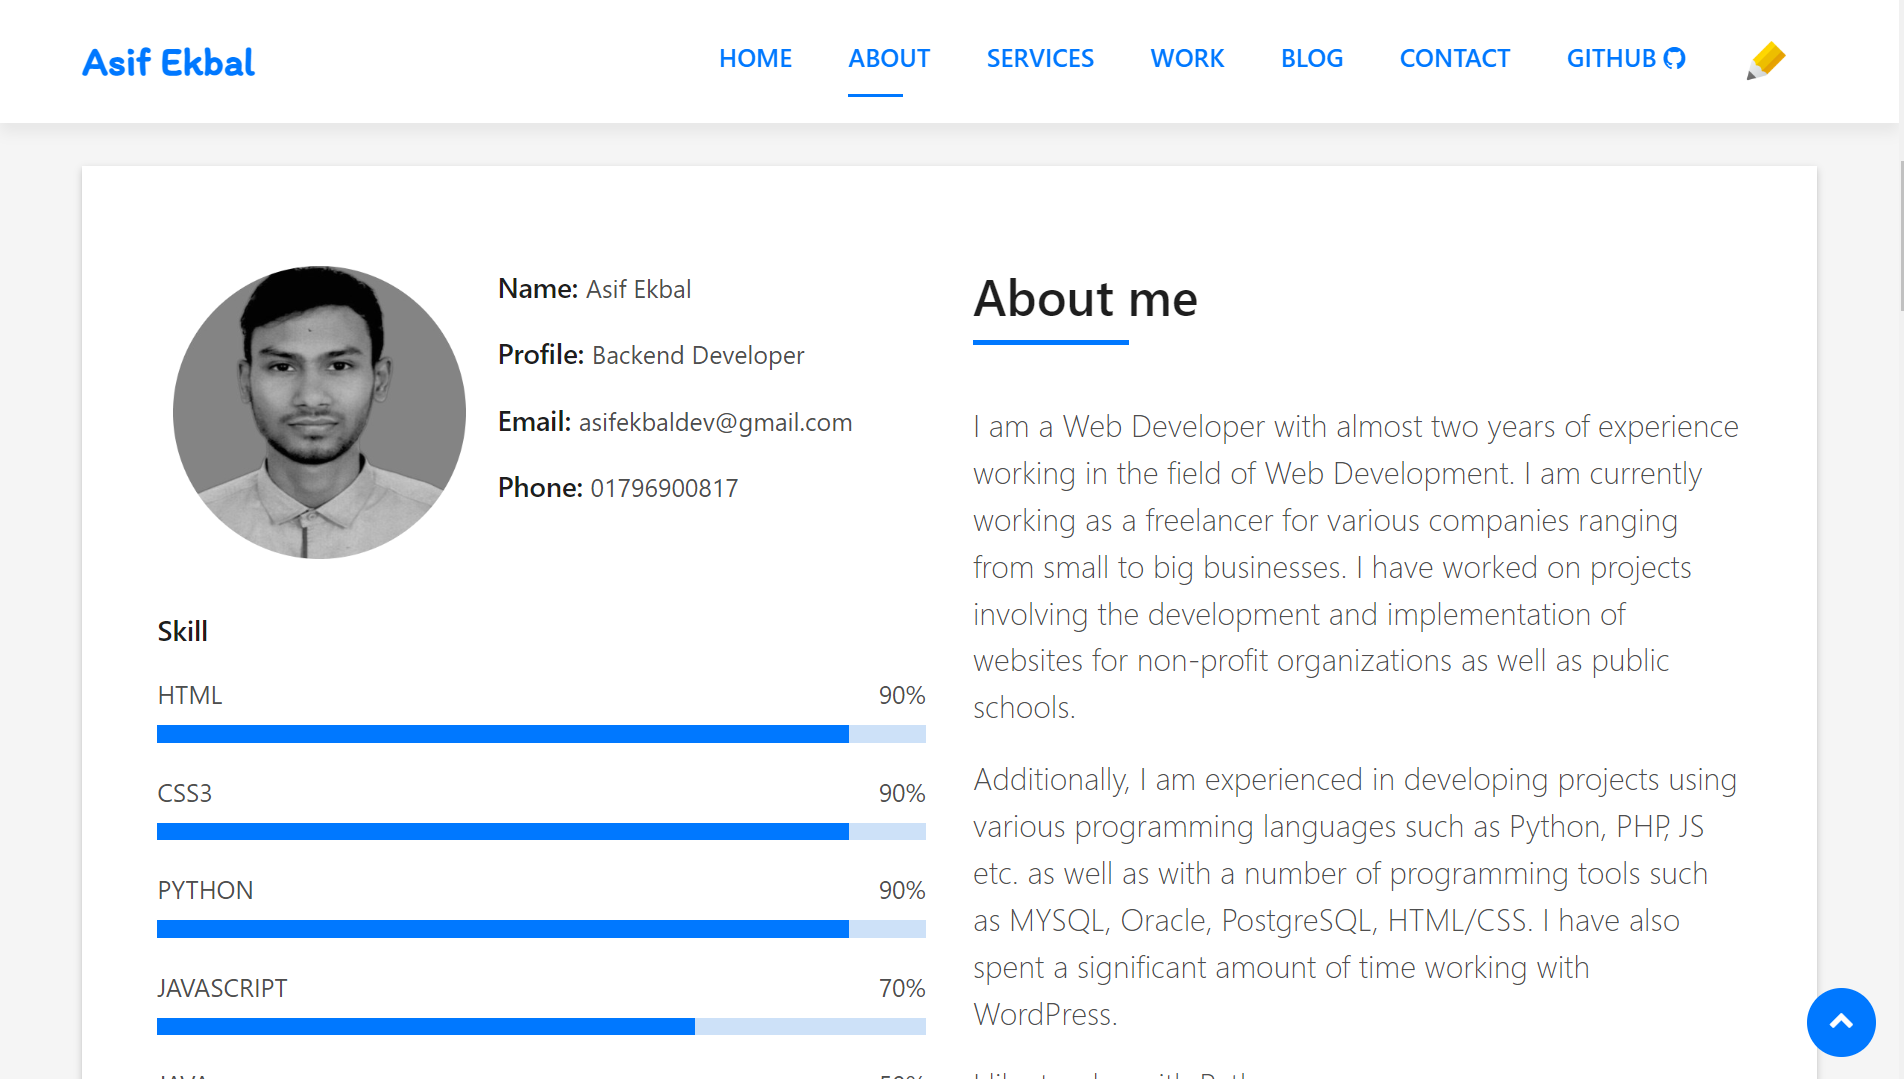 Asif Ekbal
HOME ABOUT SERVICES WORK BLOG CONTACT GITHUB
Name: Asif Ekbal
Profile: Backend Developer
Email: asifekbaldev@gmail.com
Phone: 01796900817
Skill
HTML 90%
CSS3 90%
PYTHON 90%
JAVASCRIPT 70%
About me
I am a Web Developer with almost two years of experience
working in the field of Web Development. I am currently
working as a freelancer for various companies ranging
from small to big businesses. I have worked on projects
involving the development and implementation of
websites for non-profit organizations as well as public
schools.
Additionally, I am experienced in developing projects using
various programming languages such as Python, PHP, JS
etc. as well as with a number of programming tools such
as MYSQL, Oracle, PostgreSQL, HTML/CSS. I have also
spent a significant amount of time working with
WordPress.